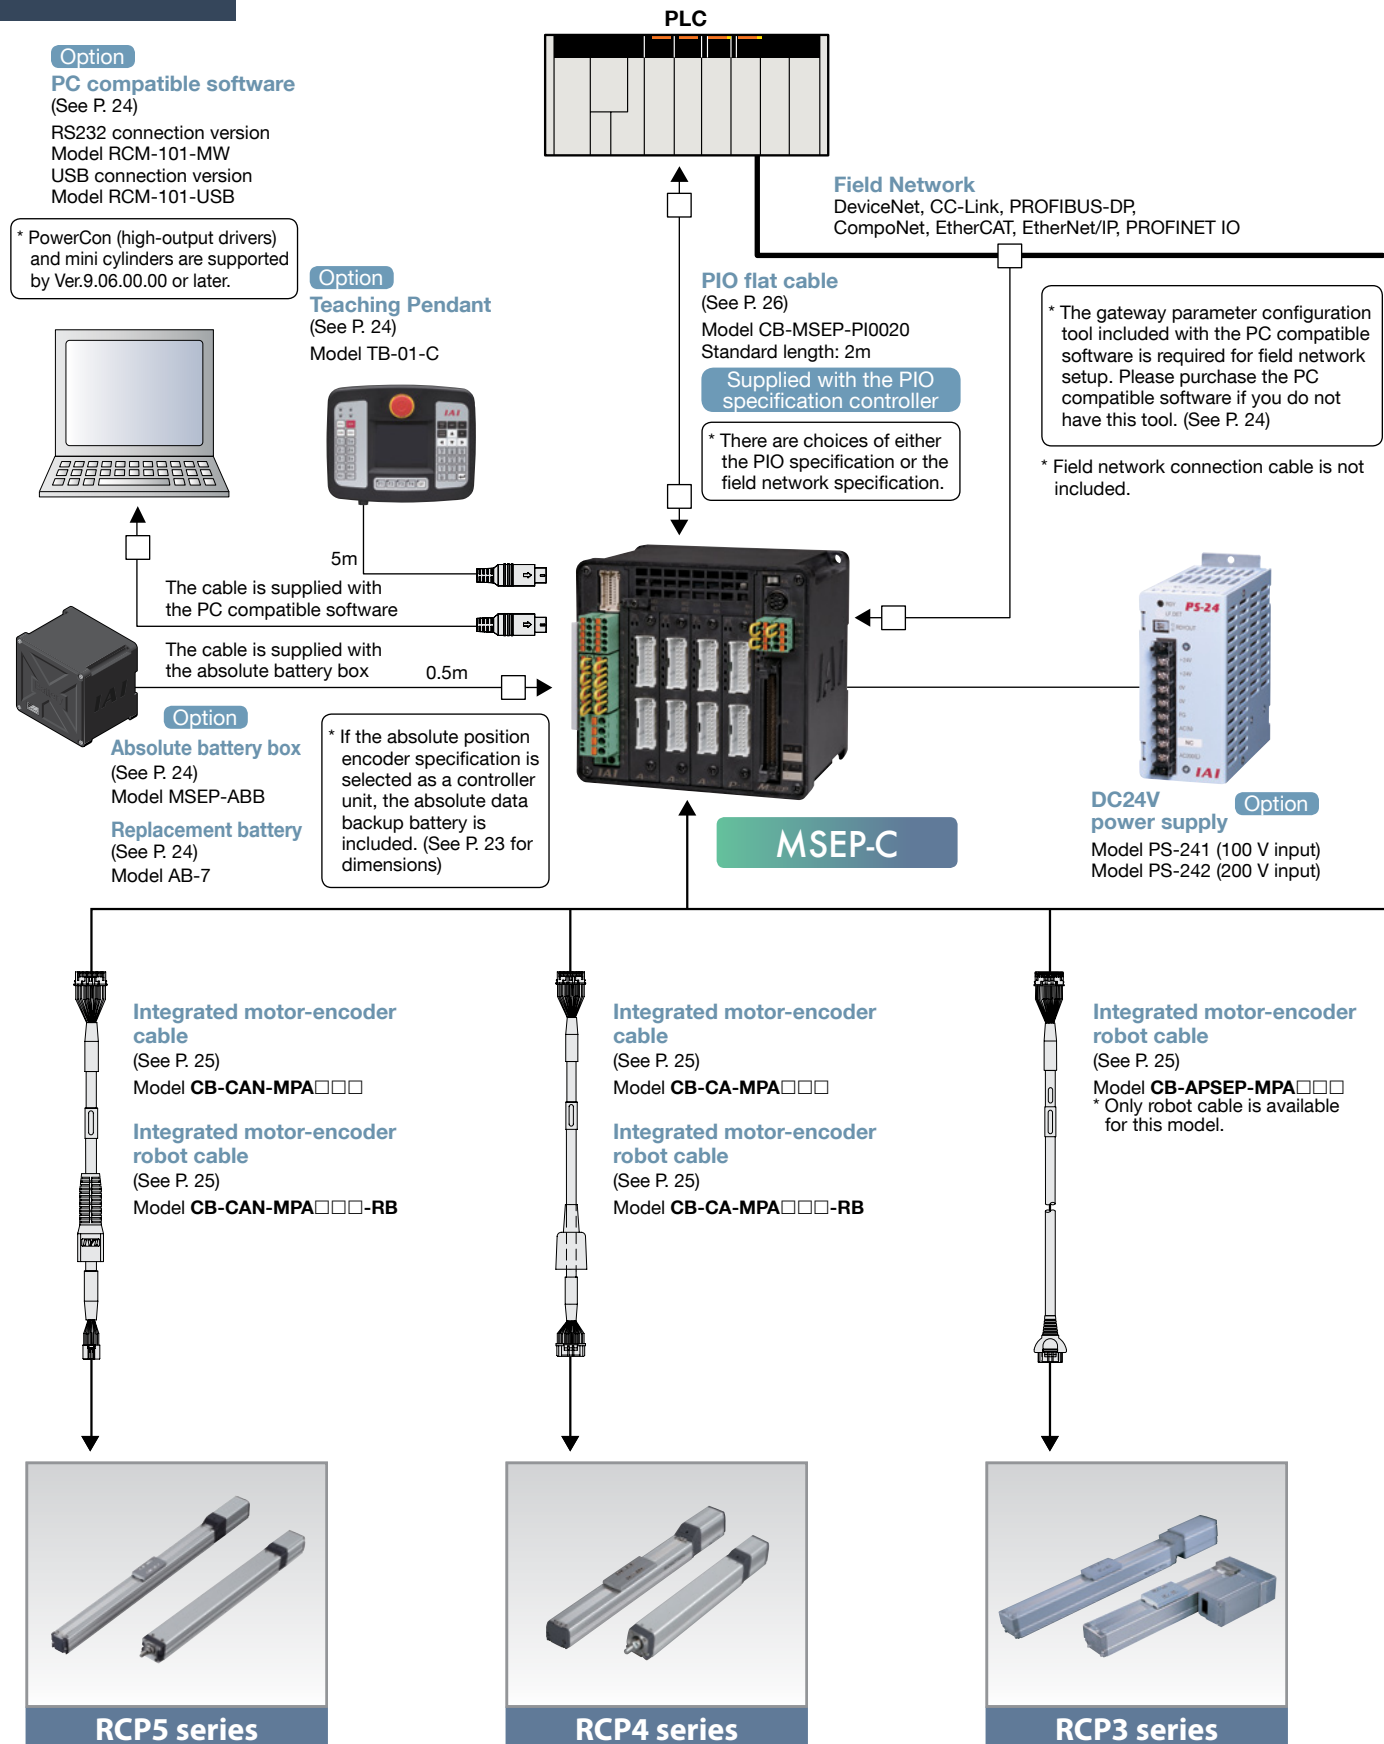 PLC
Option
PC compatible software
(See P. 24)
RS232 connection version
Model RCM-101-MW
USB connection version
Model RCM-101-USB
* PowerCon (high-output drivers)
and mini cylinders are supported
by Ver.9.06.00.00 or later.
Option
Teaching Pendant
(See P. 24)
Model TB-01-C
IAI
Field Network
DeviceNet, CC-Link, PROFIBUS-DP,
CompoNet, EtherCAT, EtherNet/IP, PROFINET IO
PIO flat cable
(See P. 26)
Model CB-MSEP-PI0020
Standard length: 2m
Supplied with the PIO
specification controller
* There are choices of either
the PIO specification or the
field network specification.
* The gateway parameter configuration
tool included with the PC compatible
software is required for field network
setup. Please purchase the PC
compatible software if you do not
have this tool. (See P. 24)
* Field network connection cable is not
included.
5m
The cable is supplied with
the PC compatible software
The cable is supplied with
the absolute battery box
0.5m
Option
Absolute battery box
(See P. 24)
Model MSEP-ABB
Replacement battery
(See P. 24)
Model AB-7
* If the absolute position
encoder specification is
selected as a controller
unit, the absolute data
backup battery is
included. (See P. 23 for
dimensions)
IAI
IAI
IAI
MSEP-C
PS-24
+24V
+24V
0V
0V
FG
NC
IAI
DC24V
power supply
Option
Model PS-241 (100 V input)
Model PS-242 (200 V input)
Integrated motor-encoder
cable
(See P. 25)
Model CB-CAN-MPA□□□
Integrated motor-encoder
robot cable
(See P. 25)
Model CB-CAN-MPA□□□-RB
Integrated motor-encoder
cable
(See P. 25)
Model CB-CA-MPA□□□
Integrated motor-encoder
robot cable
(See P. 25)
Model CB-CA-MPA□□□-RB
Integrated motor-encoder
robot cable
(See P. 25)
Model CB-APSEP-MPA□□□
* Only robot cable is available
for this model.
RCP5 series
RCP4 series
RCP3 series